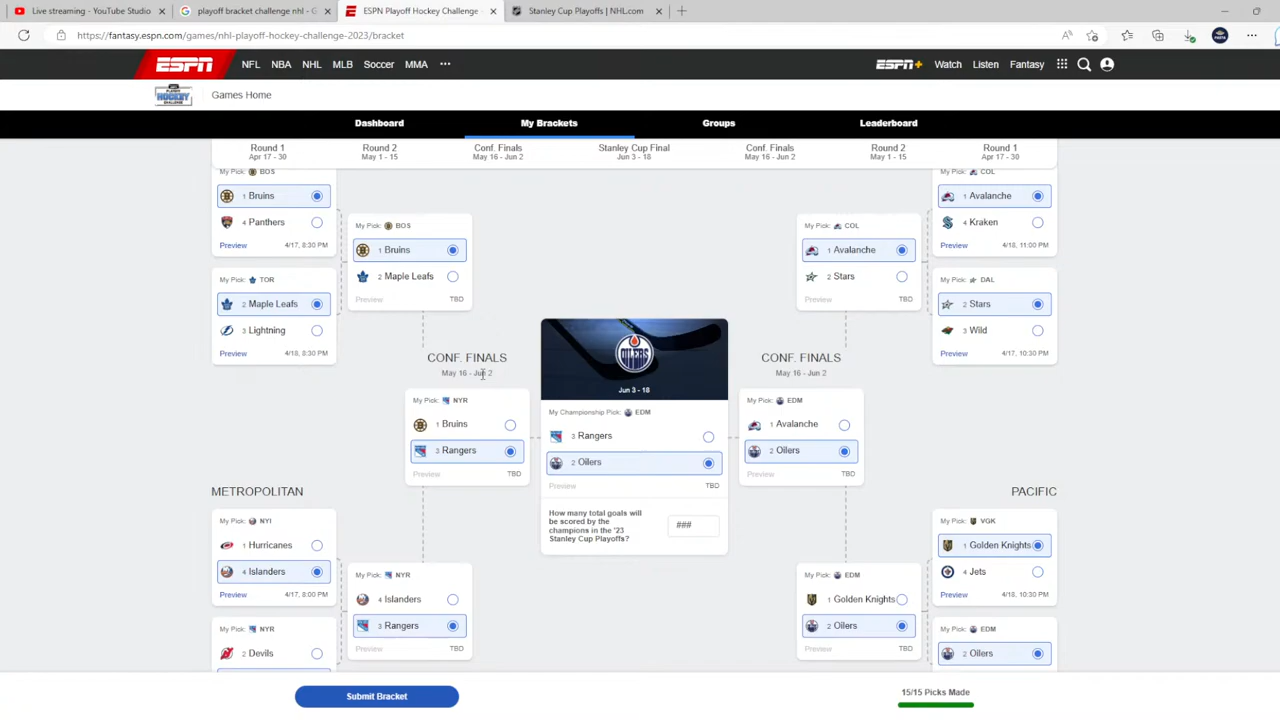 Live streaming - YouTube Studio
playoff bracket challenge nhl - G
ESPN Playoff Hockey Challenge -
Stanley Cup Playoffs | NHL.com
https://fantasy.espn.com/games/nhl-playoff-hockey-challenge-2023/bracket
ESPN NFL NBA NHL MLB Soccer MMA ESPN+ Watch Listen Fantasy
Games Home
Dashboard My Brackets Groups Leaderboard
Round 1 Round 2 Conf. Finals Stanley Cup Final Conf. Finals Round 2 Round 1
Apr 17 - 30 May 1 - 15 May 16 - Jun 2 Jun 3 - 18 May 16 - Jun 2 May 1 - 15 Apr 17 - 30
My Pick: BOS
1 Bruins
4 Panthers
Preview 4/17, 8:30 PM
My Pick: TOR
2 Maple Leafs
3 Lightning
Preview 4/18, 8:30 PM
My Pick: BOS
1 Bruins
2 Maple Leafs
Preview TBD
CONF. FINALS
May 16 - Jun 2
My Pick: NYR
1 Bruins
3 Rangers
Preview TBD
METROPOLITAN
My Pick: NYI
1 Hurricanes
4 Islanders
Preview 4/17, 8:00 PM
My Pick: NYR
2 Devils
My Pick: NYR
4 Islanders
3 Rangers
Preview TBD
OILERS
Jun 3 - 18
My Championship Pick: EDM
3 Rangers
2 Oilers
Preview TBD
How many total goals will
be scored by the
champions in the '23
Stanley Cup Playoffs?
###
My Pick: COL
1 Avalanche
2 Stars
Preview TBD
CONF. FINALS
May 16 - Jun 2
My Pick: EDM
1 Avalanche
2 Oilers
Preview TBD
My Pick: EDM
1 Golden Knights
2 Oilers
Preview TBD
My Pick: COL
1 Avalanche
4 Kraken
Preview 4/18, 11:00 PM
My Pick: DAL
2 Stars
3 Wild
Preview 4/17, 10:30 PM
PACIFIC
My Pick: VGK
1 Golden Knights
4 Jets
Preview 4/18, 10:30 PM
My Pick: EDM
2 Oilers
Submit Bracket
15/15 Picks Made